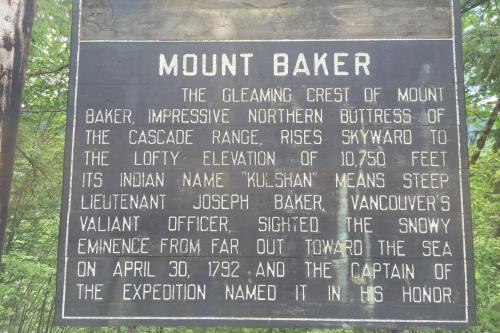 MOUNT BAKER
THE GLEAMING CREST OF MOUNT
BAKER, IMPRESSIVE NORTHERN BUTTRESS OF
THE CASCADE RANGE, RISES SKYWARD TO
THE LOFTY ELEVATION OF 10,750 FEET
ITS INDIAN NAME "KULSHAN" MEANS STEEP
LIEUTENANT JOSEPH BAKER, VANCOUVER'S
VALIANT OFFICER, SIGHTED THE SNOWY
EMINENCE FROM FAR OUT TOWARD THE SEA
ON APRIL 30, 1792 AND THE CAPTAIN OF
THE EXPEDITION NAMED IT IN HIS HONOR.